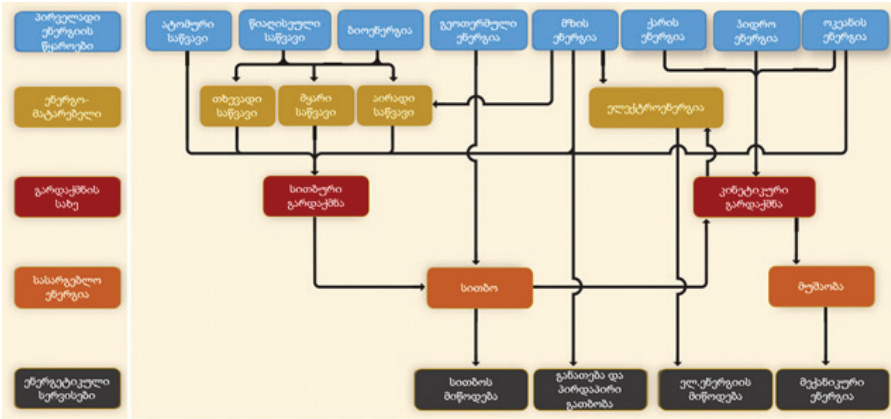 პირველადი
ენერგიის
წყაროები
ატომური
საწვავი
წიაღისეული
საწვავი
ბიოენერგია
გეოთერმული
ენერგია
მზის
ენერგია
ქარის
ენერგია
ჰიდრო
ენერგია
ოკეანის
ენერგია
ენერგო-
მატარებელი
თხევადი
საწვავი
მყარი
საწვავი
აირადი
საწვავი
ელექტროენერგია
გარდაქმნის
სახე
სითბური
გარდაქმნა
კინეტიკური
გარდაქმნა
სასარგებლო
ენერგია
სითბო
მუშაობა
ენერგეტიკული
სერვისები
სითბოს
მიწოდება
განათება და
პირდაპირი
გათბობა
ელ.ენერგიის
მიწოდება
მექანიკური
ენერგია